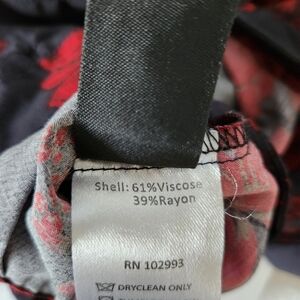 Shell: 61%Viscose
39%Rayon
RN 102993
DRYCLEAN ONLY